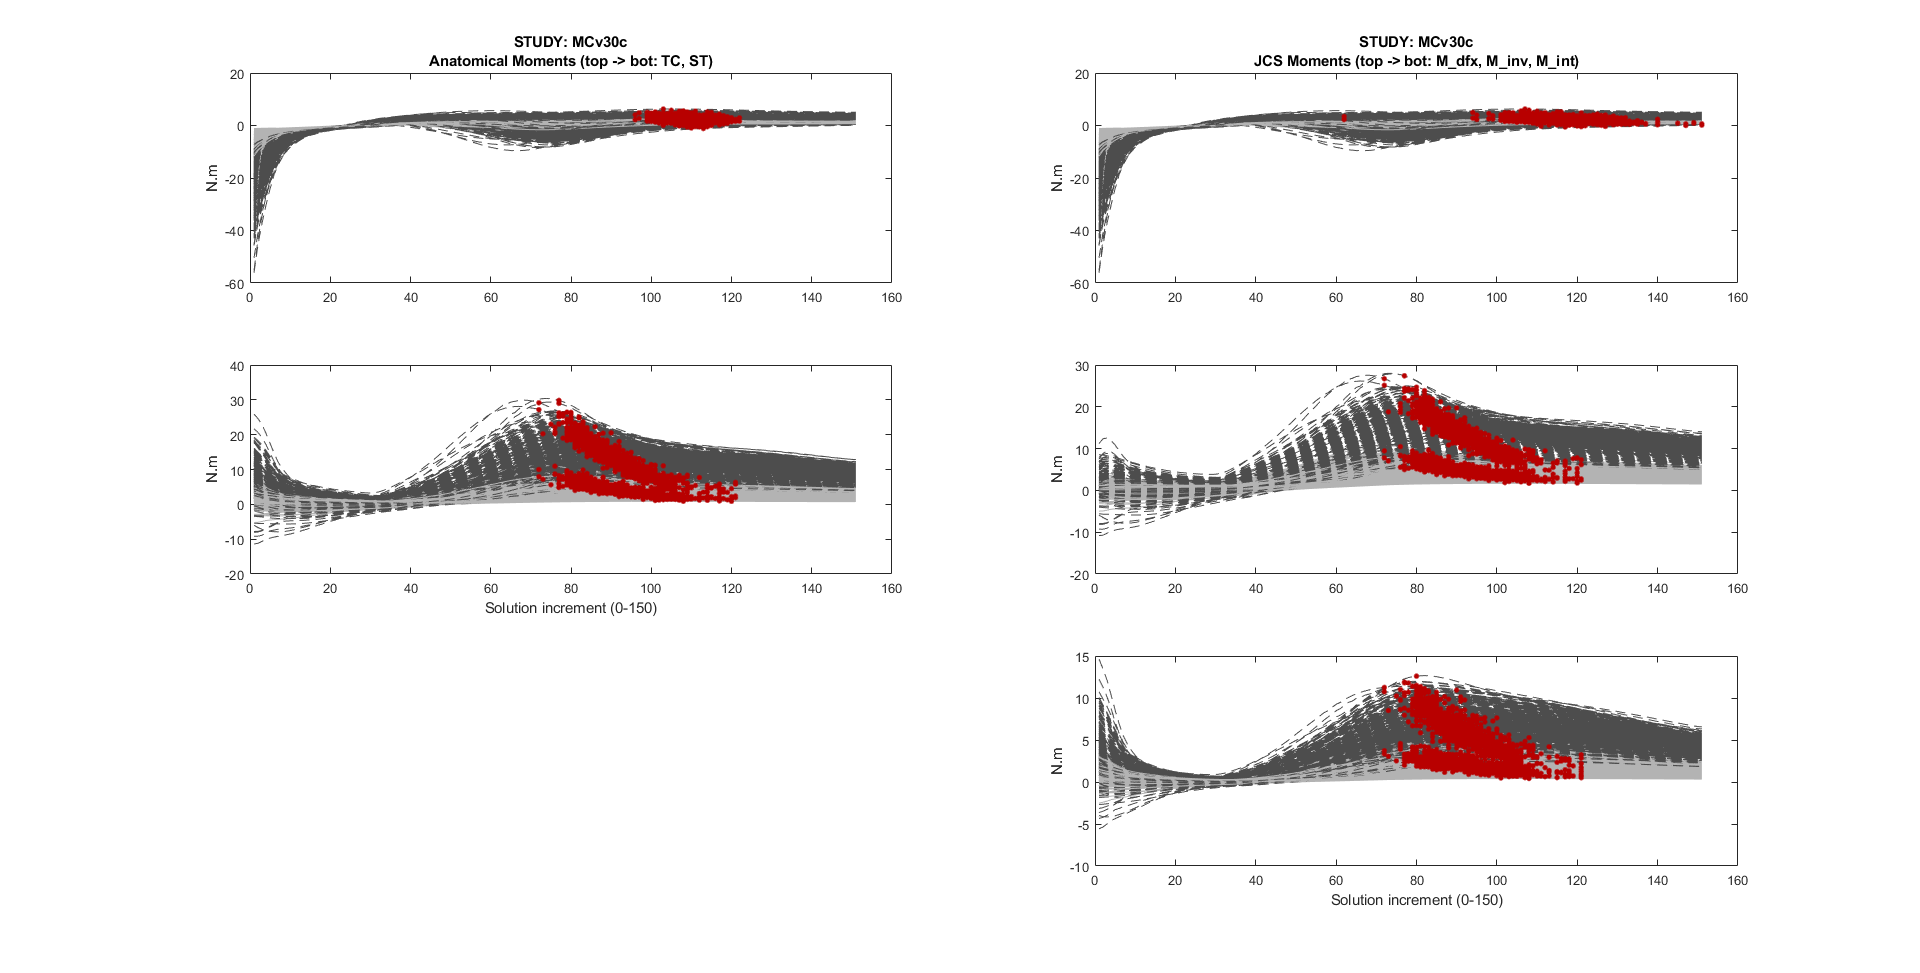 STUDY: MCv30c
Anatomical Moments (top -> bot: TC, ST)
20
0
-20
-40
-60
N.m
0 20 40 60 80 100 120 140 160
40
30
20
10
0
-10
-20
N.m
0 20 40 60 80 100 120 140 160
Solution increment (0-150)
STUDY: MCv30c
JCS Moments (top -> bot: M_dfx, M_inv, M_int)
20
0
-20
-40
-60
N.m
0 20 40 60 80 100 120 140 160
30
20
10
0
-10
-20
N.m
0 20 40 60 80 100 120 140 160
15
10
5
0
-5
-10
N.m
0 20 40 60 80 100 120 140 160
Solution increment (0-150)